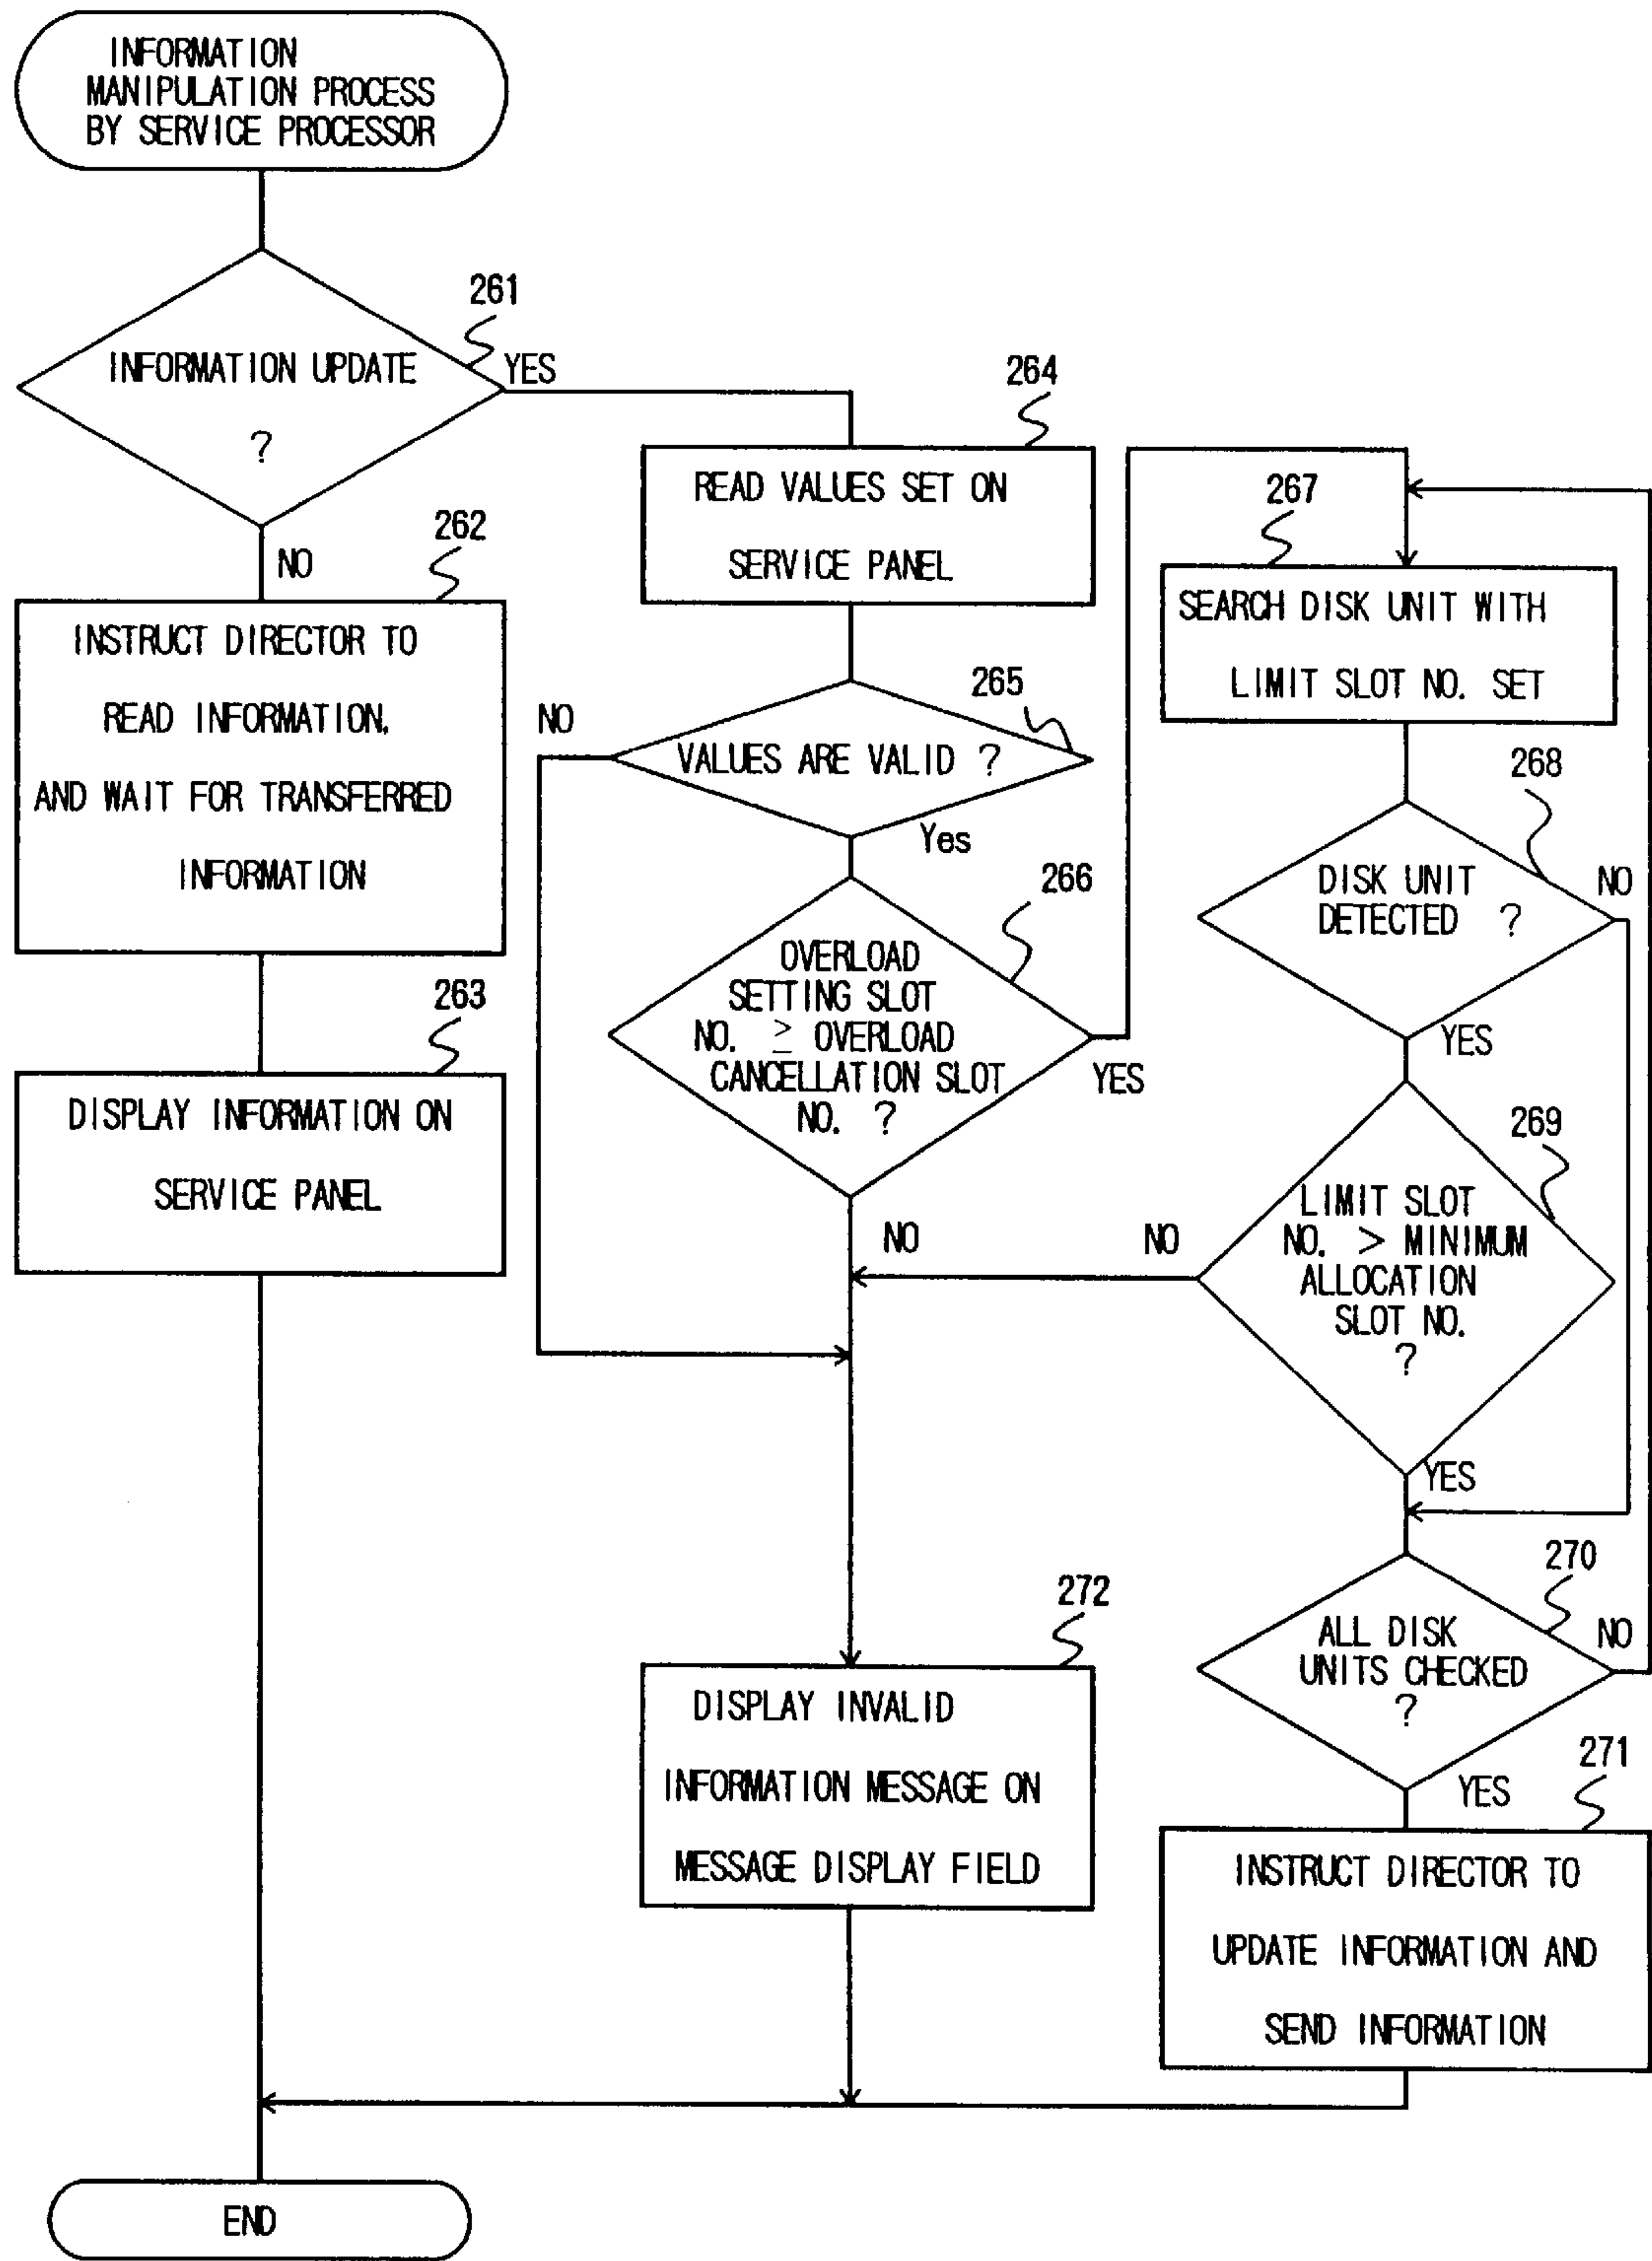 INFORMATION
MANIPULATION PROCESS
BY SERVICE PROCESSOR
261
INFORMATION UPDATE
?
YES
NO
262
INSTRUCT DIRECTOR TO
READ INFORMATION,
AND WAIT FOR TRANSFERRED
INFORMATION
263
DISPLAY INFORMATION ON
SERVICE PANEL
264
READ VALUES SET ON
SERVICE PANEL
265
NO
VALUES ARE VALID ?
Yes
266
OVERLOAD
SETTING SLOT
NO. ≥ OVERLOAD
CANCELLATION SLOT
NO. ?
YES
NO
267
SEARCH DISK UNIT WITH
LIMIT SLOT NO. SET
268
DISK UNIT
DETECTED ?
NO
YES
269
LIMIT SLOT
NO. > MINIMUM
ALLOCATION
SLOT NO.
?
NO
YES
270
ALL DISK
UNITS CHECKED
?
NO
YES
271
INSTRUCT DIRECTOR TO
UPDATE INFORMATION AND
SEND INFORMATION
272
DISPLAY INVALID
INFORMATION MESSAGE ON
MESSAGE DISPLAY FIELD
END